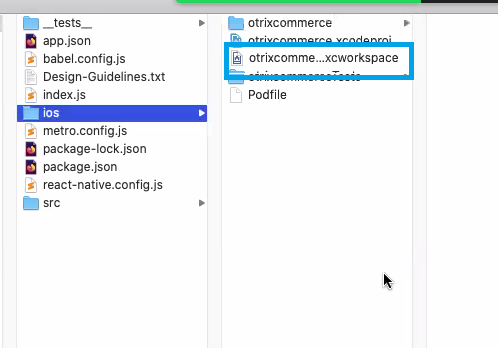 __tests__
app.json
babel.config.js
Design-Guidelines.txt
index.js
ios
metro.config.js
package-lock.json
package.json
react-native.config.js
src
otrixcommerce
otrixcommerce.xcodeproj
otrixcomme...xcworkspace
otrixcommerceTests
Podfile